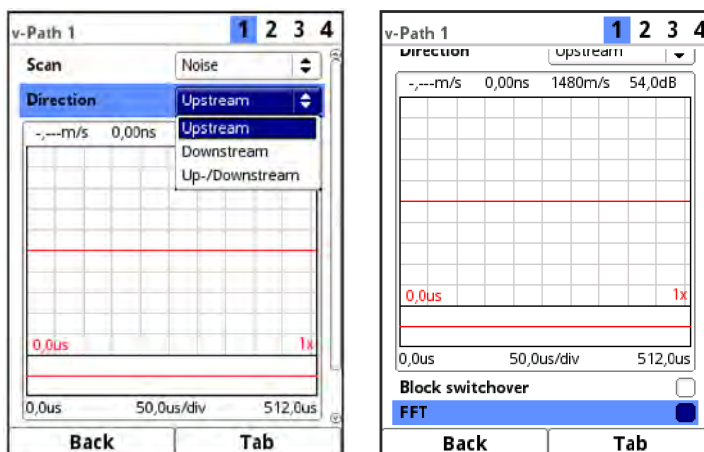 v-Path 1 1 2 3 4
Scan Noise
Direction Upstream
Upstream
Downstream
Up-/Downstream
-,---m/s 0,00ns
0,0us 1x
0,0us 50,0us/div 512,0us
Back Tab
v-Path 1 1 2 3 4
Direction Upstream
-,---m/s 0,00ns 1480m/s 54,0dB
0,0us 1x
0,0us 50,0us/div 512,0us
Block switchover
FFT
Back Tab